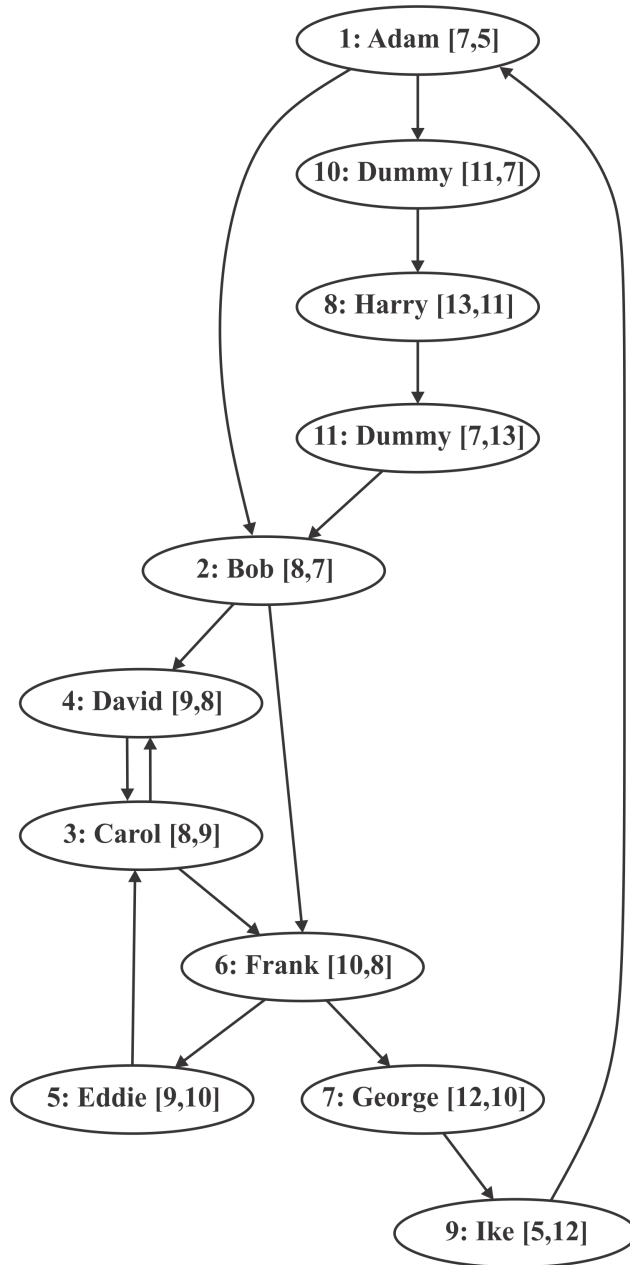 1: Adam [7,5]
10: Dummy [11,7]
8: Harry [13,11]
11: Dummy [7,13]
2: Bob [8,7]
4: David [9,8]
3: Carol [8,9]
6: Frank [10,8]
5: Eddie [9,10]
7: George [12,10]
9: Ike [5,12]